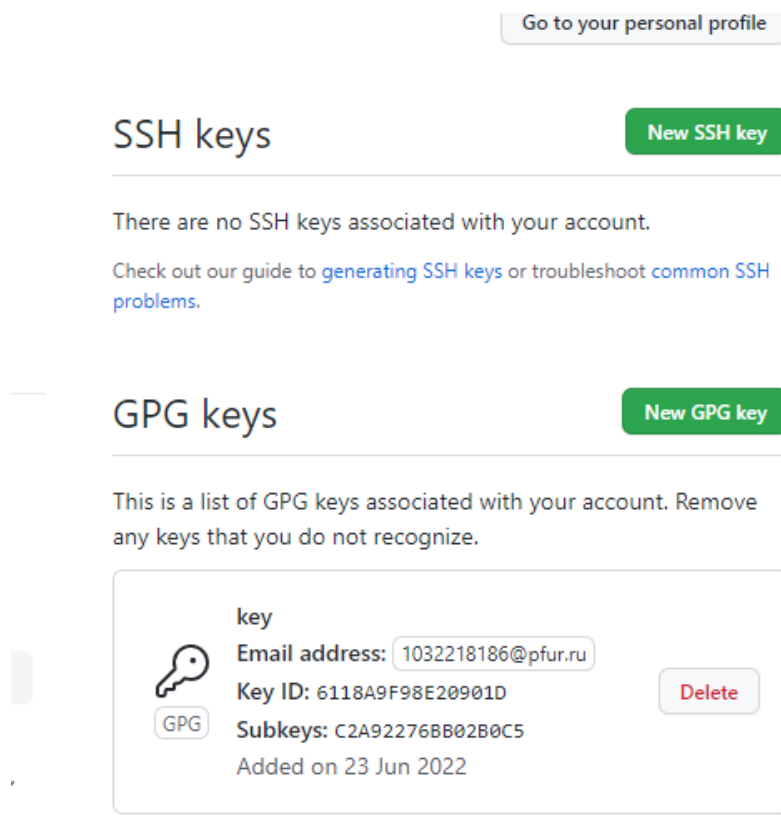 Go to your personal profile
SSH keys
New SSH key
There are no SSH keys associated with your account.
Check out our guide to generating SSH keys or troubleshoot common SSH
problems.
GPG keys
New GPG key
This is a list of GPG keys associated with your account. Remove
any keys that you do not recognize.
key
Email address: 1032218186@pfur.ru
Key ID: 6118A9F98E20901D
Delete
GPG
Subkeys: C2A92276BB02B0C5
Added on 23 Jun 2022